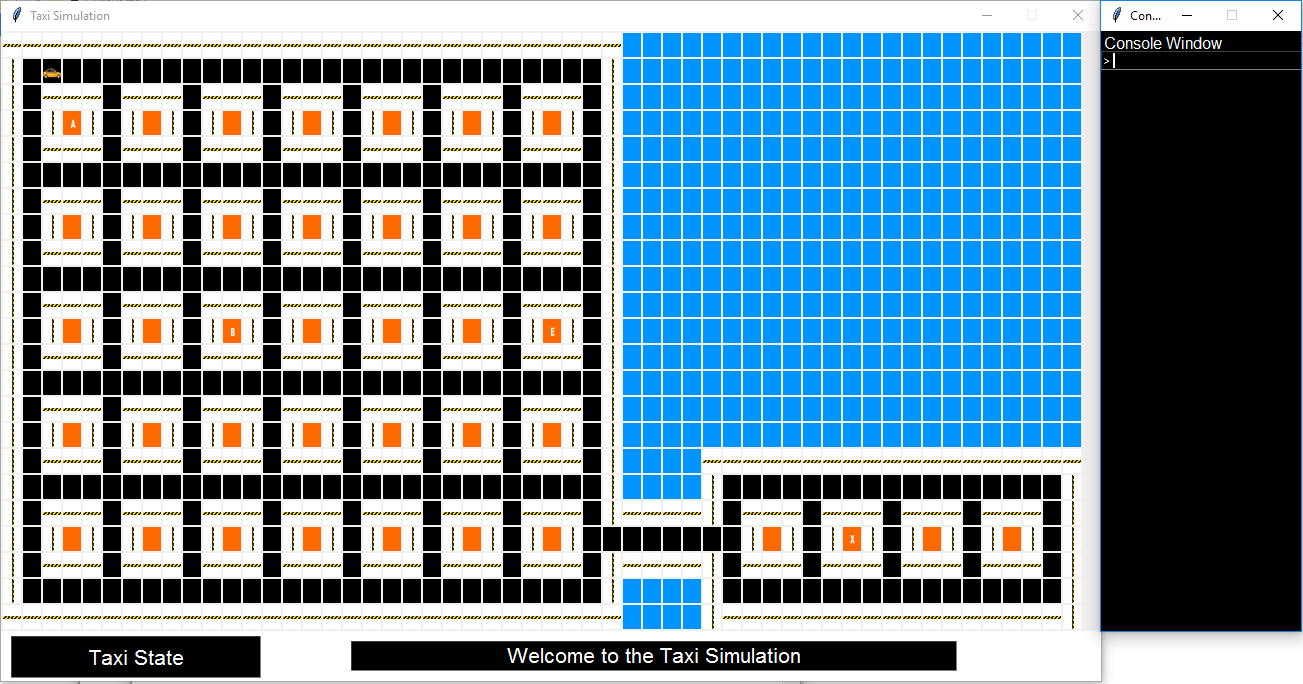 Taxi Simulation
Con...
Console Window
>
A
B
E
X
Taxi State
Welcome to the Taxi Simulation